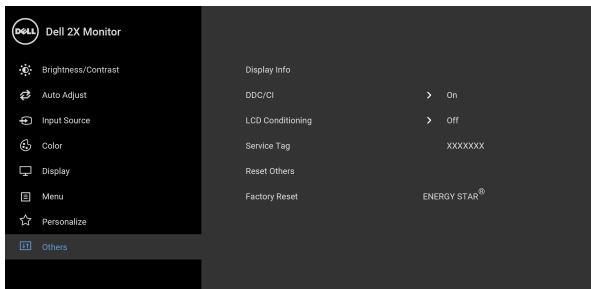 DELL Dell 2X Monitor
Brightness/Contrast
Display Info
Auto Adjust
DDC/CI > On
Input Source
LCD Conditioning > Off
Color
Service Tag XXXXXXX
Display
Reset Others
Menu
Factory Reset ENERGY STAR®
Personalize
Others